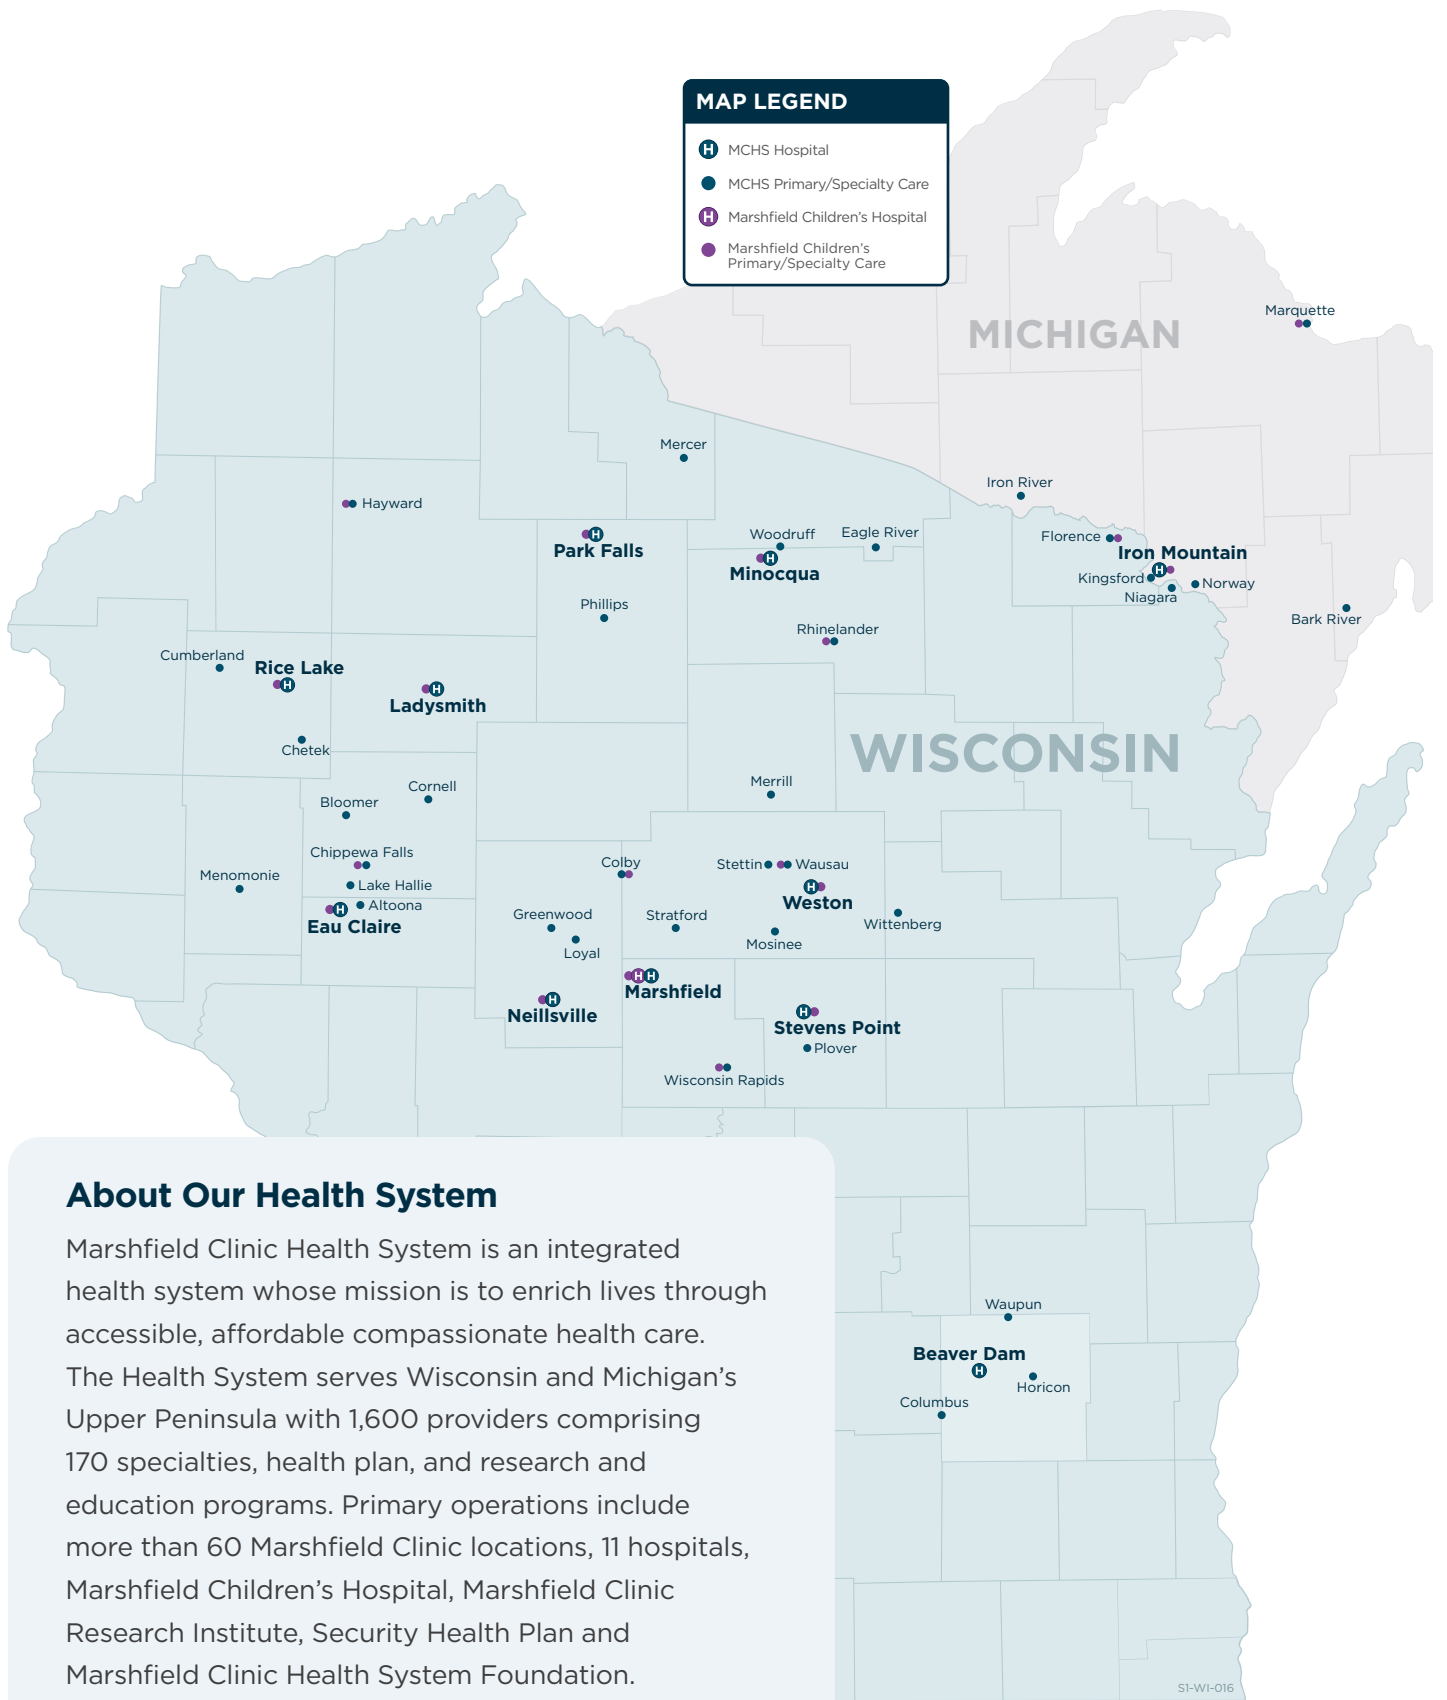 MAP LEGEND
H MCHS Hospital
MCHS Primary/Specialty Care
H Marshfield Children's Hospital
Marshfield Children's
Primary/Specialty Care
MICHIGAN
Marquette
Mercer
Iron River
Hayward
Park Falls
H
Woodruff
Eagle River
Minocqua
H
Florence
Iron Mountain
H
Kingsford
Niagara
Norway
Bark River
Phillips
Rhinelander
Cumberland
Rice Lake
H
Ladysmith
H
Chetek
WISCONSIN
Cornell
Bloomer
Merrill
Chippewa Falls
Colby
Stettin
Wausau
Menomonie
Lake Hallie
Altoona
H
Eau Claire
H
Weston
Greenwood
Loyal
Stratford
Mosinee
Wittenberg
H H
Marshfield
H
Neillsville
H
Stevens Point
Plover
Wisconsin Rapids
About Our Health System
Marshfield Clinic Health System is an integrated
health system whose mission is to enrich lives through
accessible, affordable compassionate health care.
The Health System serves Wisconsin and Michigan's
Upper Peninsula with 1,600 providers comprising
170 specialties, health plan, and research and
education programs. Primary operations include
more than 60 Marshfield Clinic locations, 11 hospitals,
Marshfield Children's Hospital, Marshfield Clinic
Research Institute, Security Health Plan and
Marshfield Clinic Health System Foundation.
Waupun
Beaver Dam
H
Horicon
Columbus
S1-WI-016